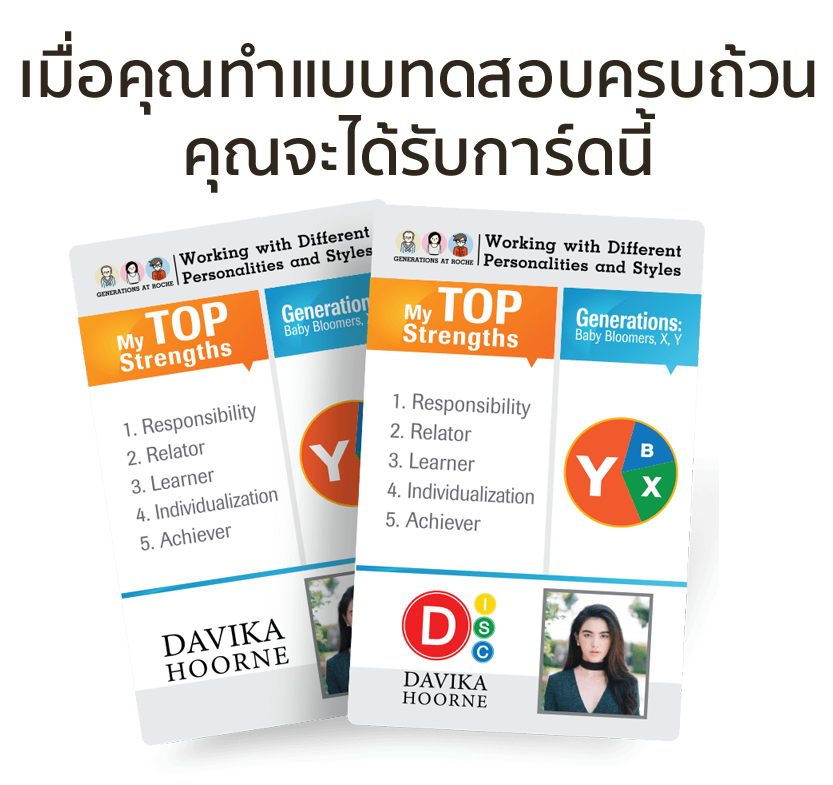 เมื่อคุณทำแบบทดสอบครบถ้วน
คุณจะได้รับการ์ดนี้
GENERATIONS AT ROCHE
Working with Different
Personalities and Styles
My TOP
Strengths
Generation
Baby Bloomers,
1. Responsibility
2. Relator
3. Learner
4. Individualization
5. Achiever
Y
DAVIKA
HOORNE
GENERATIONS AT ROCHE
Working with Different
Personalities and Styles
My TOP
Strengths
Generations:
Baby Bloomers, X, Y
1. Responsibility
2. Relator
3. Learner
4. Individualization
5. Achiever
Y
B
X
D
I
S
C
DAVIKA
HOORNE